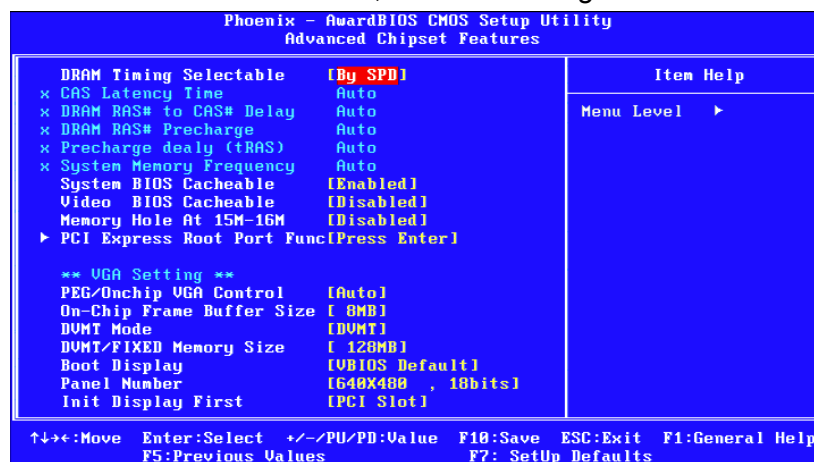 Phoenix - AwardBIOS CMOS Setup Utility
Advanced Chipset Features
DRAM Timing Selectable [By SPD]
x CAS Latency Time Auto
x DRAM RAS# to CAS# Delay Auto
x DRAM RAS# Precharge Auto
x Precharge dealy (tRAS) Auto
x System Memory Frequency Auto
System BIOS Cacheable [Enabled]
Video BIOS Cacheable [Disabled]
Memory Hole At 15M-16M [Disabled]
► PCI Express Root Port Func[Press Enter]
** VGA Setting **
PEG/Onchip VGA Control [Auto]
On-Chip Frame Buffer Size [ 8MB]
DVMT Mode [DVMT]
DVMT/FIXED Memory Size [ 128MB]
Boot Display [VBIOS Default]
Panel Number [640X480 , 18bits]
Init Display First [PCI Slot]
Item Help
Menu Level ►
↑↓→←:Move Enter:Select +/-/PU/PD:Value F10:Save ESC:Exit F1:General Help
F5:Previous Values F7: SetUp Defaults